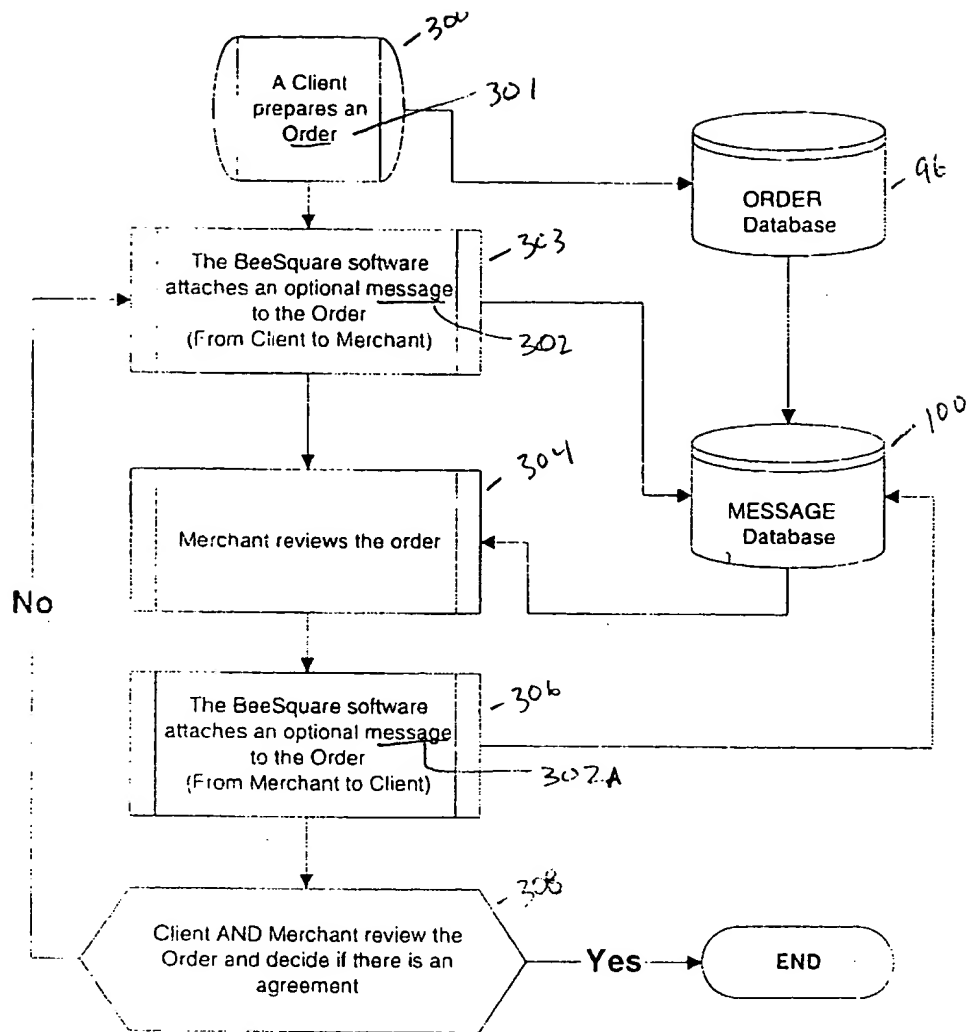 300
A Client
prepares an
Order
301
ORDER
Database
303
The BeeSquare software
attaches an optional message
to the Order
(From Client to Merchant)
302
100
304
MESSAGE
Database
Merchant reviews the order
No
306
The BeeSquare software
attaches an optional message
to the Order
(From Merchant to Client)
302A
308
Client AND Merchant review the
Order and decide if there is an
agreement
Yes
END